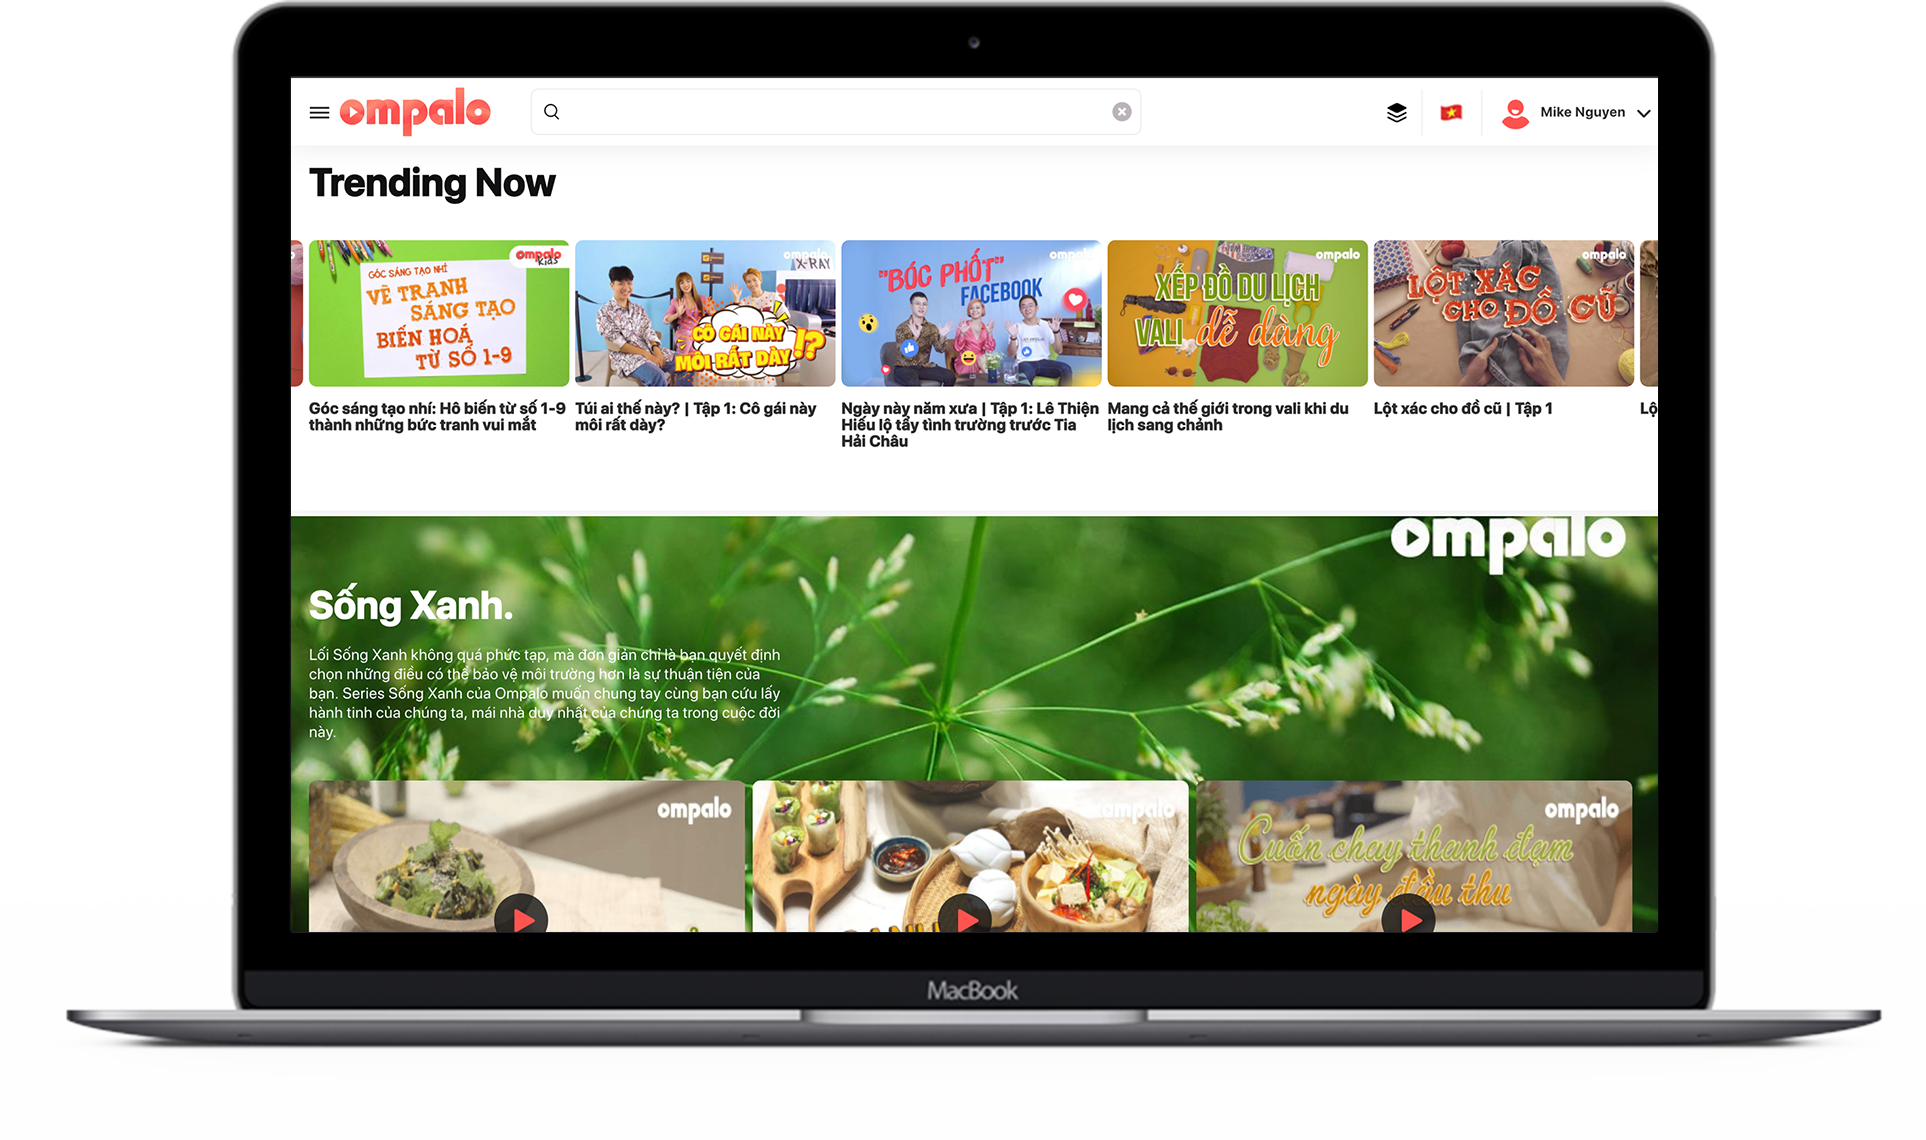 ompalo
Mike Nguyen
Trending Now
ompalo
Kids
GÓC SÁNG TẠO NHÍ
VẼ TRANH
SÁNG TẠO
BIẾN HOÁ
TỪ SỐ 1-9
Góc sáng tạo nhí: Hô biến từ số 1-9
thành những bức tranh vui mắt
ompalo
X-RAY
CÔ GÁI NÀY
MÔI RẤT DÀY!?
Túi ai thế này? | Tập 1: Cô gái này
môi rất dày?
ompalo
"BÓC PHỐT"
FACEBOOK
Ngày này năm xưa | Tập 1: Lê Thiện
Hiếu lộ tẩy tình trường trước Tia
Hải Châu
ompalo
XẾP ĐỒ DU LỊCH
VALI dễ dàng
Mang cả thế giới trong vali khi du
lịch sang chảnh
ompalo
LỘT XÁC
CHO ĐỒ CŨ
Lột xác cho đồ cũ | Tập 1
Lộ
ompalo
Sống Xanh.
Lối Sống Xanh không quá phức tạp, mà đơn giản chỉ là bạn quyết định
chọn những điều có thể bảo vệ môi trường hơn là sự thuận tiện của
bạn. Series Sống Xanh của Ompalo muốn chung tay cùng bạn cứu lấy
hành tinh của chúng ta, mái nhà duy nhất của chúng ta trong cuộc đời
này.
ompalo
ompalo
ompalo
Cuốn chay thanh đạm
ngày đầu thu
MacBook